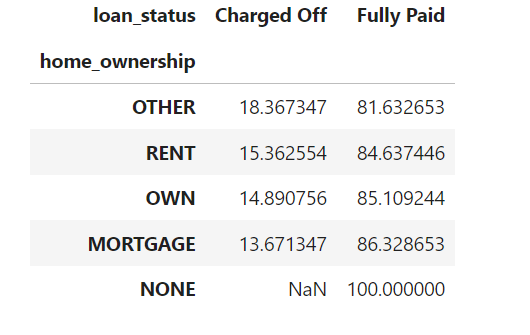 loan_status Charged Off Fully Paid
home_ownership
OTHER 18.367347 81.632653
RENT 15.362554 84.637446
OWN 14.890756 85.109244
MORTGAGE 13.671347 86.328653
NONE NaN 100.000000